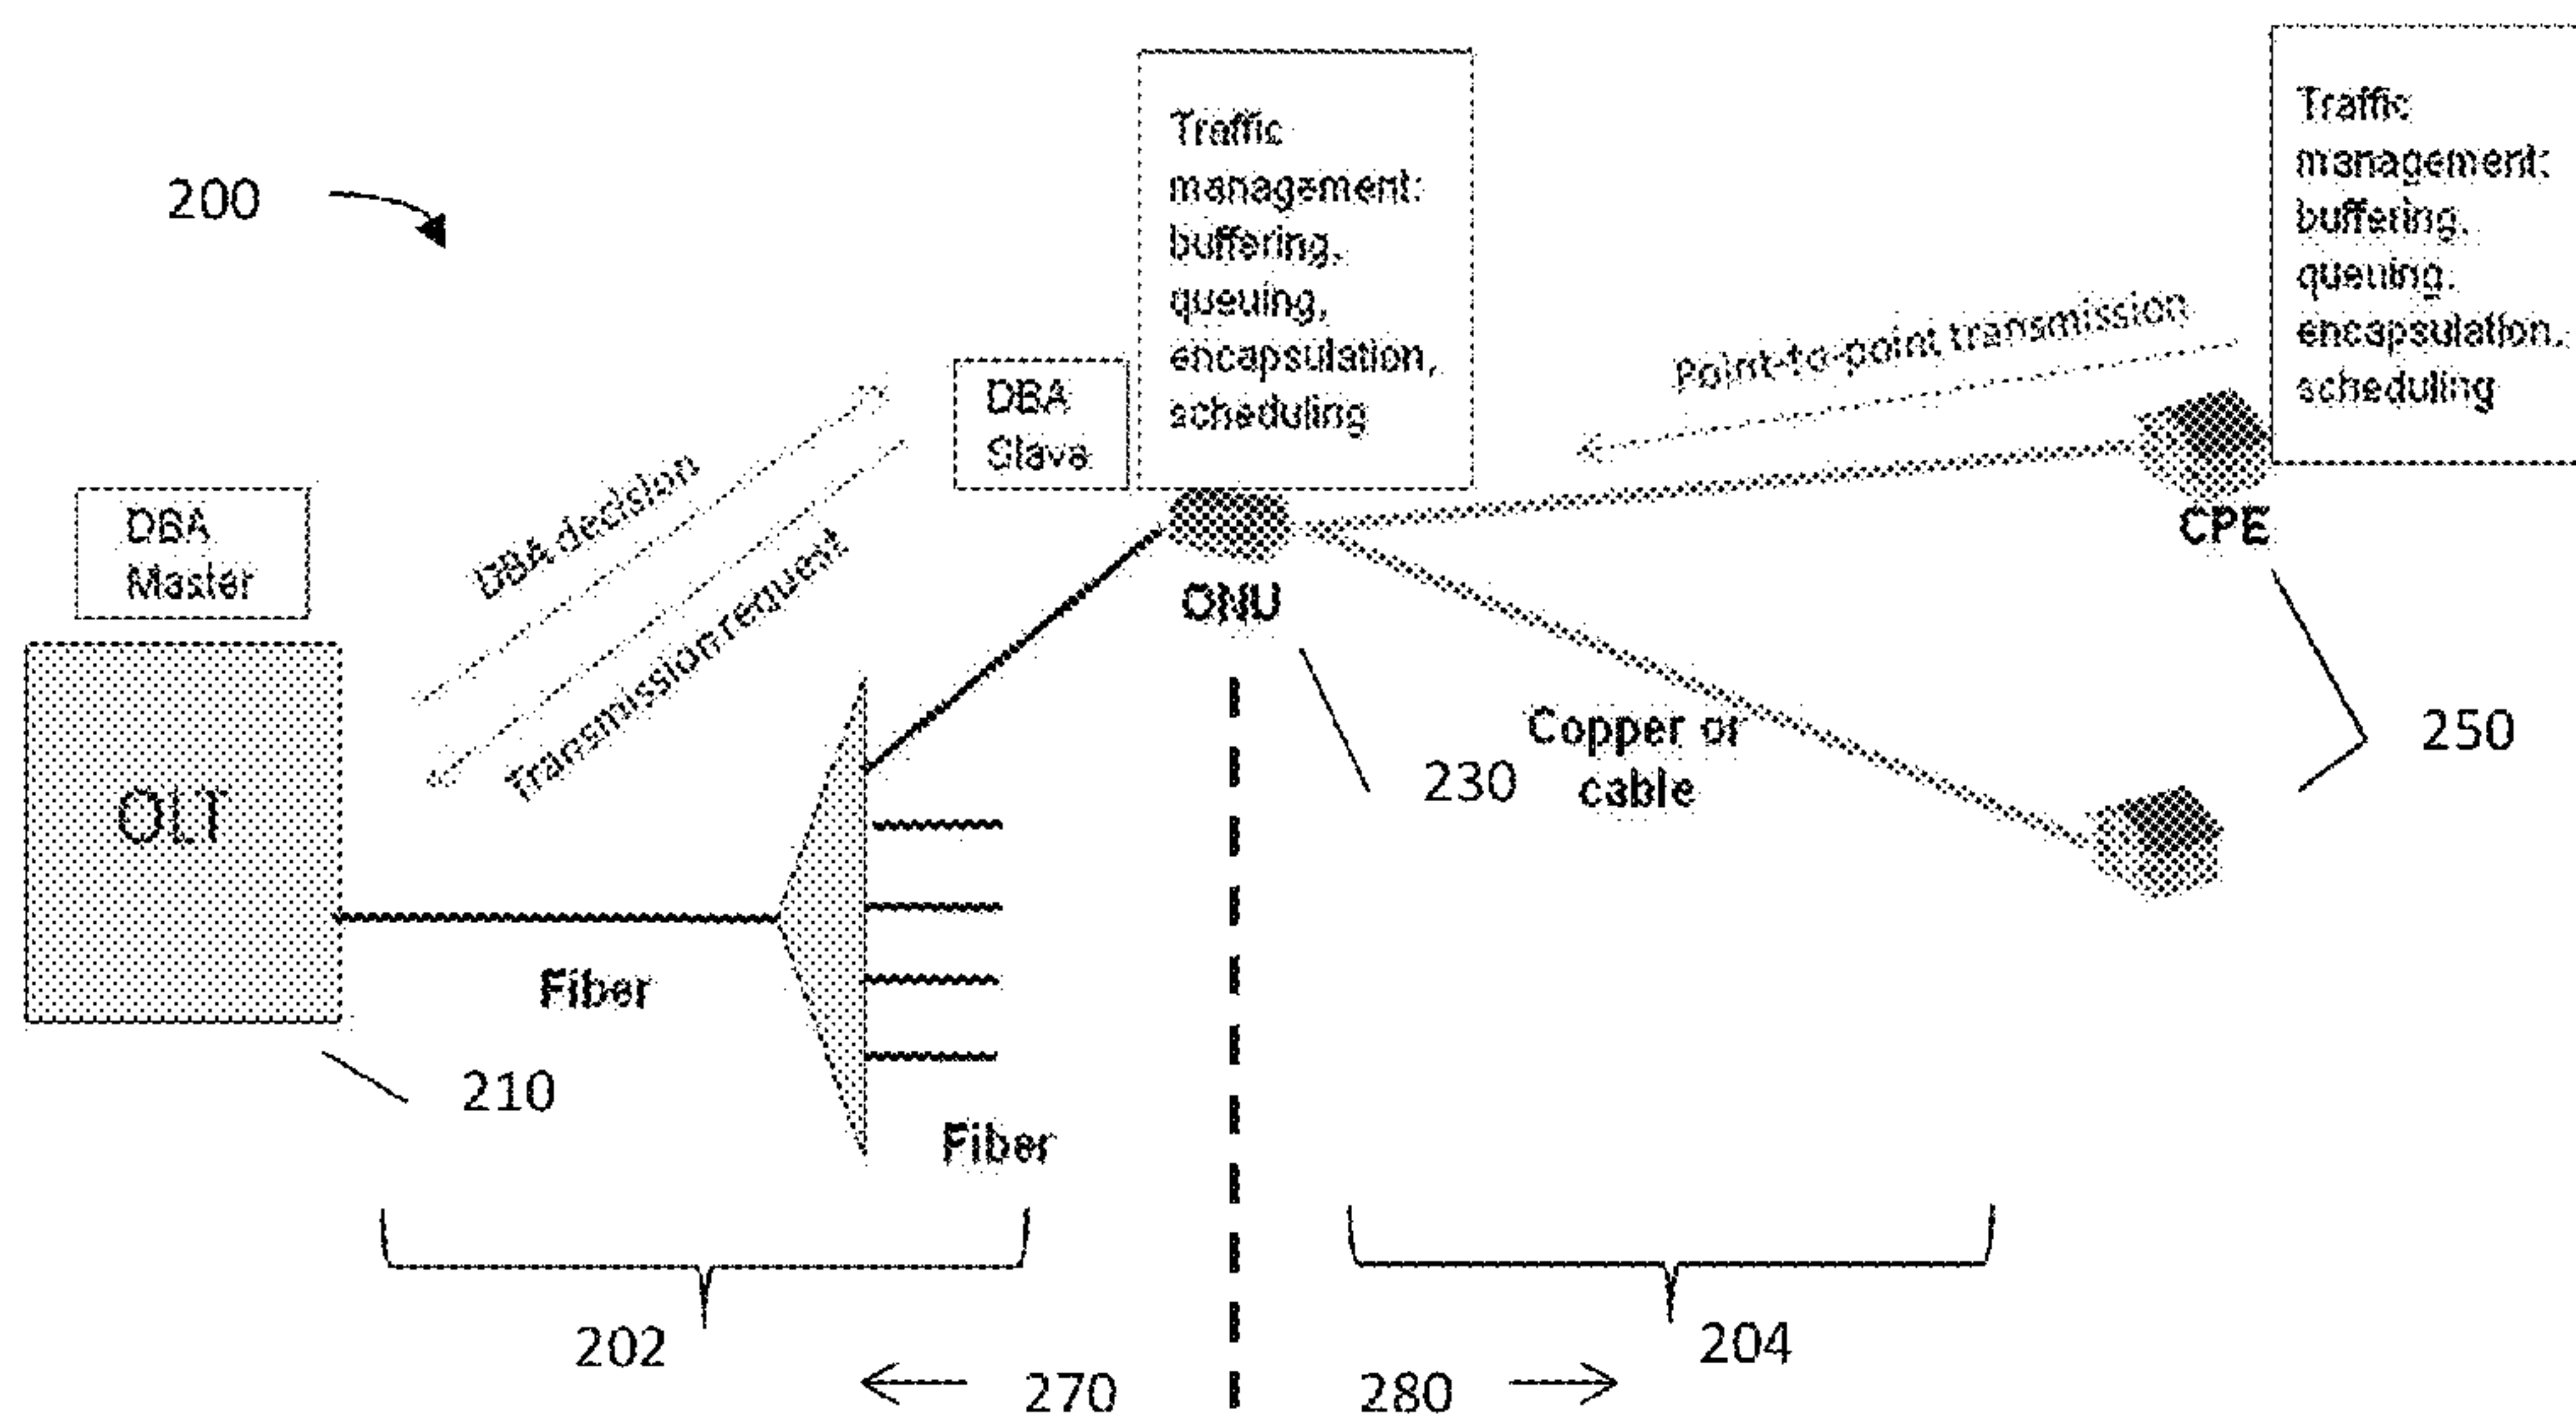 200
Traffic
management:
buffering,
queuing,
encapsulation,
scheduling
Traffic
management:
buffering,
queuing,
encapsulation,
scheduling
Point-to-point transmission
DBA
Slave
DBA
Master
DBA decision
Transmission request
CPE
ONU
OLT
Copper or
cable
230
250
Fiber
210
Fiber
202
204
270
280